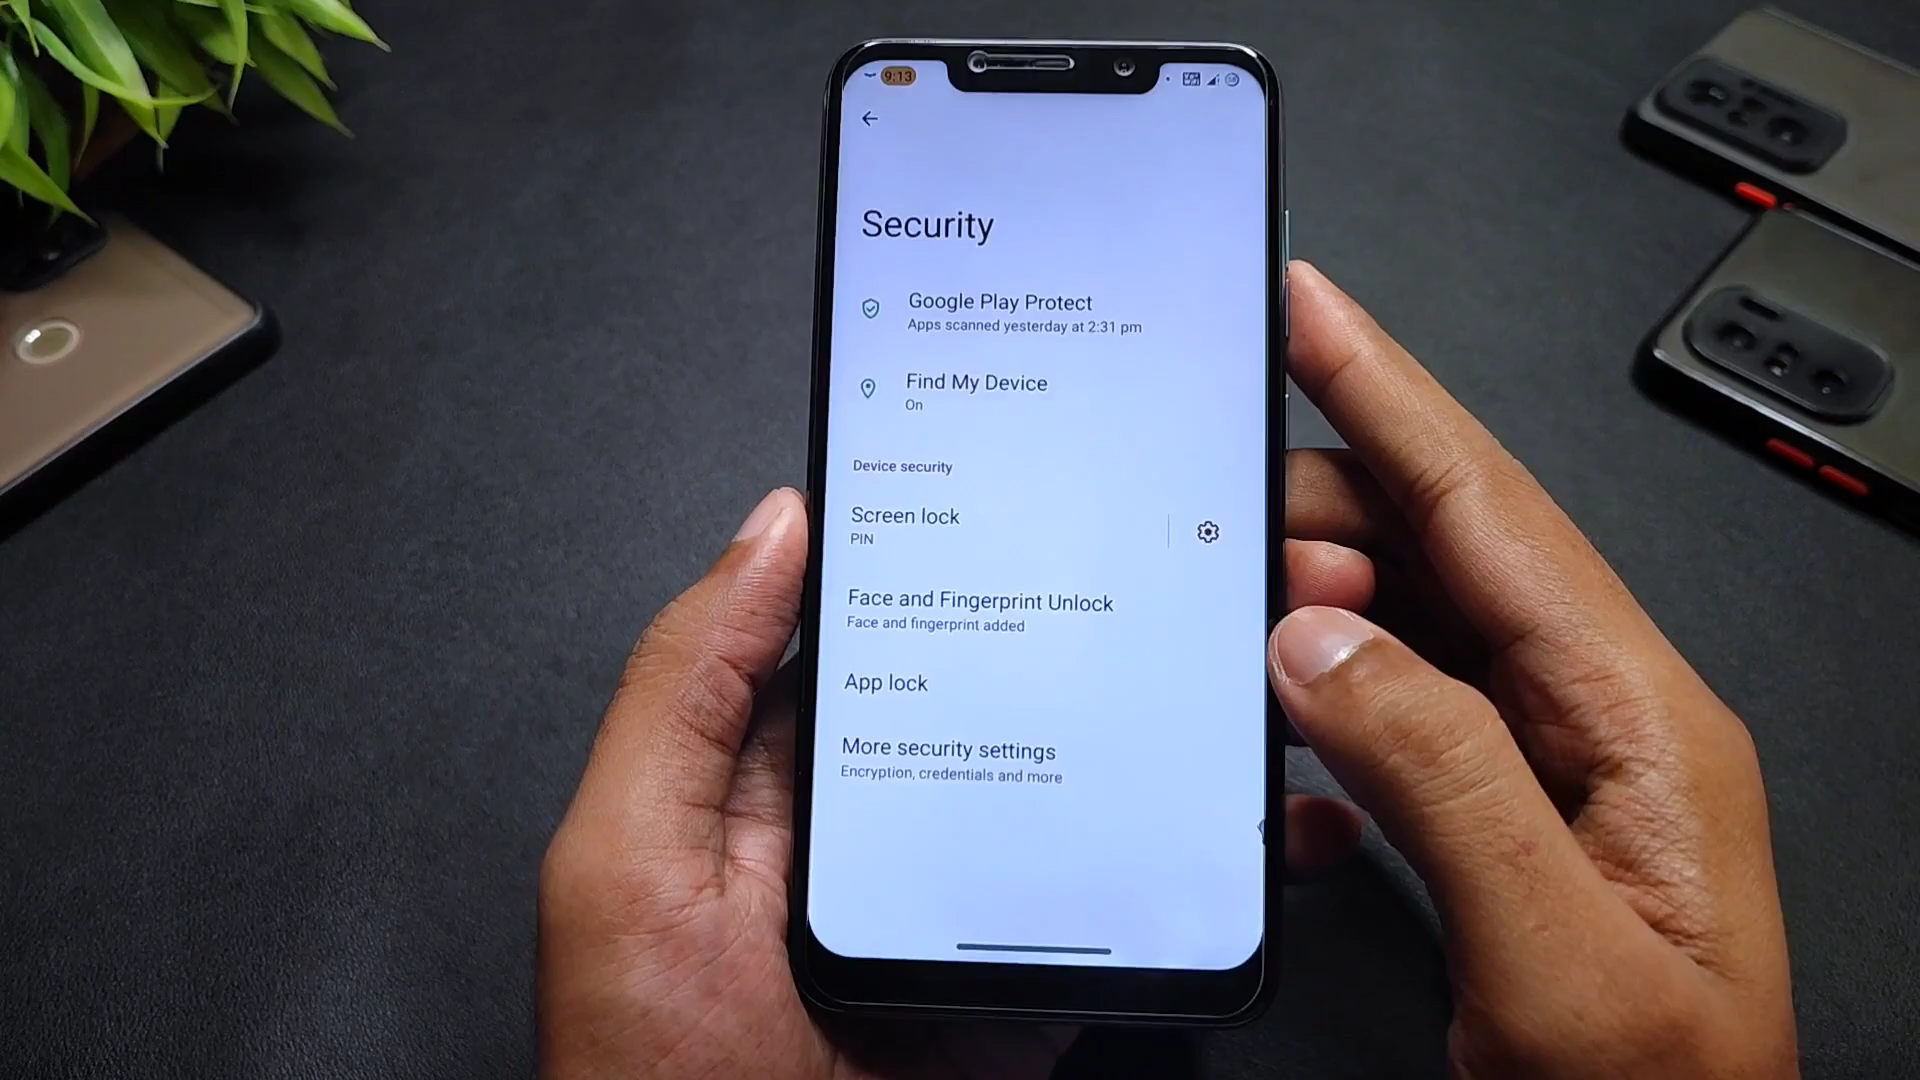 9:13
Security
Google Play Protect
Apps scanned yesterday at 2:31 pm
Find My Device
On
Device security
Screen lock
PIN
Face and Fingerprint Unlock
Face and fingerprint added
App lock
More security settings
Encryption, credentials and more